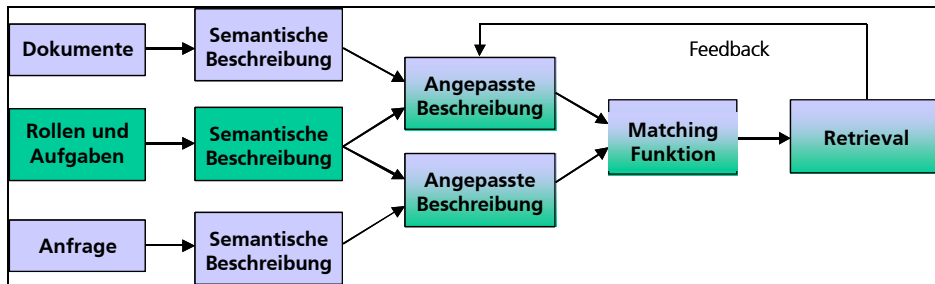 Dokumente
Semantische
Beschreibung
Feedback
Angepasste
Beschreibung
Rollen und
Aufgaben
Semantische
Beschreibung
Matching
Funktion
Retrieval
Angepasste
Beschreibung
Anfrage
Semantische
Beschreibung